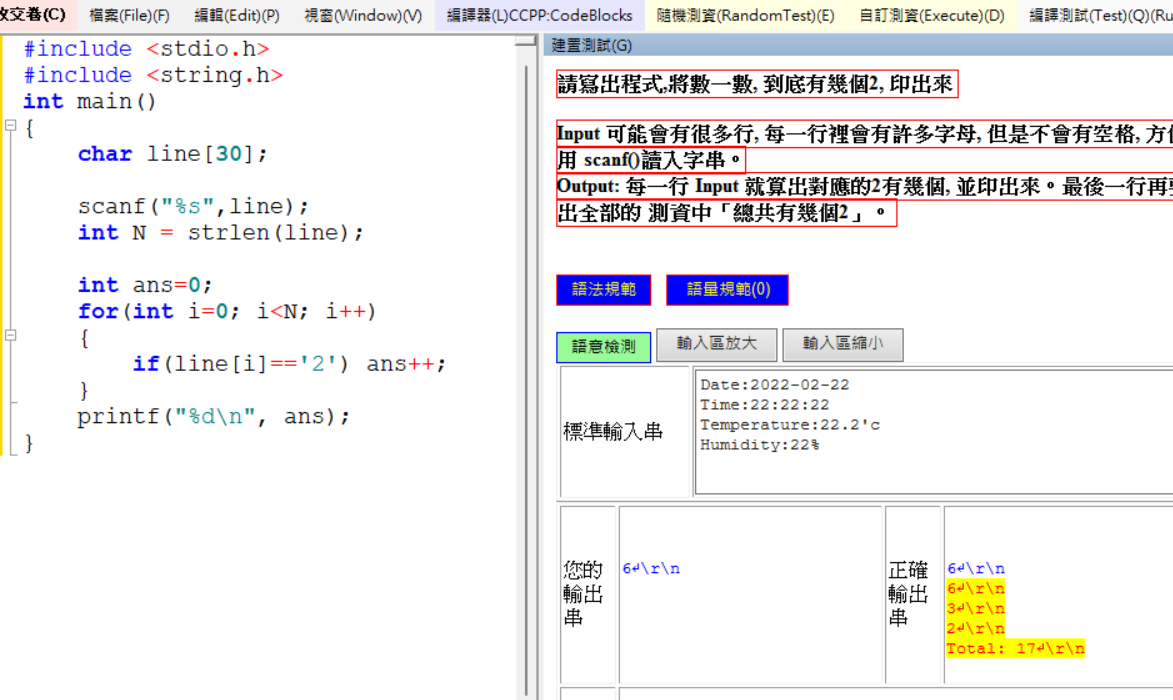 收交卷(C) 檔案(File)(F) 編輯(Edit)(P) 視窗(Window)(V) 編譯器(L)CCPP:CodeBlocks 隨機測資(RandomTest)(E) 自訂測資(Execute)(D) 編譯測試(Test)(Q)(Ru
#include <stdio.h>
#include <string.h>
int main()
{
    char line[30];
    scanf("%s",line);
    int N = strlen(line);
    int ans=0;
    for(int i=0; i<N; i++)
    {
        if(line[i]=='2') ans++;
    }
    printf("%d\n", ans);
}
建置測試(G)
請寫出程式,將數一數, 到底有幾個2, 印出來
Input 可能會有很多行, 每一行裡會有許多字母, 但是不會有空格, 方便
用 scanf()讀入字串。
Output: 每一行 Input 就算出對應的2有幾個, 並印出來。最後一行再
出全部的 測資中「總共有幾個2」。
語法規範 語量規範(0)
語意檢測 輸入區放大 輸入區縮小
標準輸入串
Date:2022-02-22
Time:22:22:22
Temperature:22.2'c
Humidity:22%
您的輸出串
6↵\r\n
正確輸出串
6↵\r\n
6↵\r\n
3↵\r\n
2↵\r\n
Total: 17↵\r\n